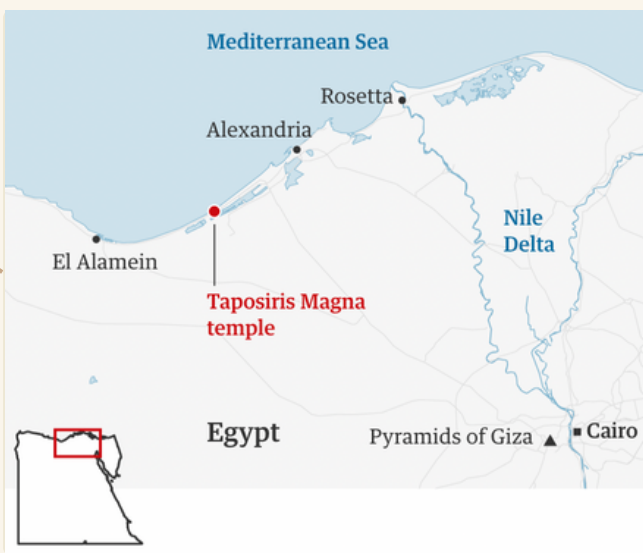 Mediterranean Sea
Rosetta
Alexandria
Nile
Delta
El Alamein
Taposiris Magna
temple
Egypt
Pyramids of Giza
Cairo